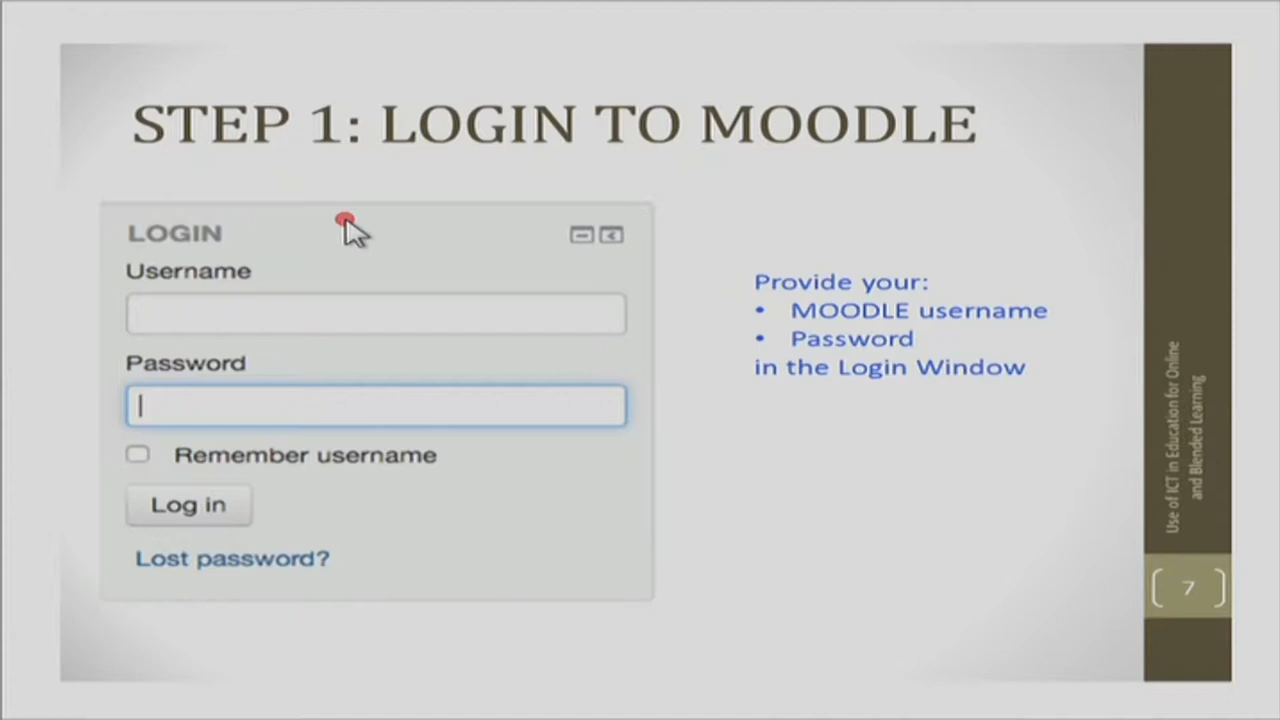 STEP 1: LOGIN TO MOODLE
LOGIN
Username
Password
Remember username
Log in
Lost password?
Provide your:
• MOODLE username
• Password
in the Login Window
Use of ICT in Education for Online
and Blended Learning
7